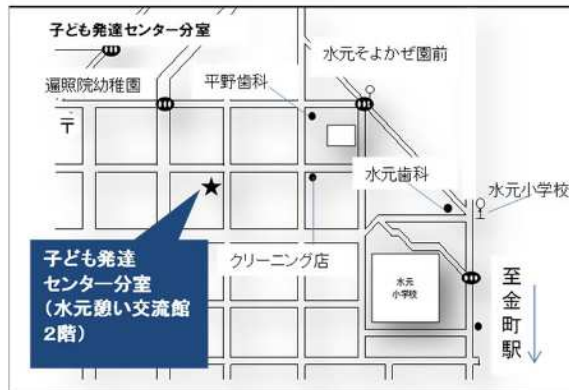 子ども発達センター分室
水元そよかぜ園前
遍照院幼稚園
平野歯科
〒
水元歯科
水元小学校
子ども発達
センター分室
(水元憩い交流館
2階)
クリーニング店
水元
小学校
至金町駅